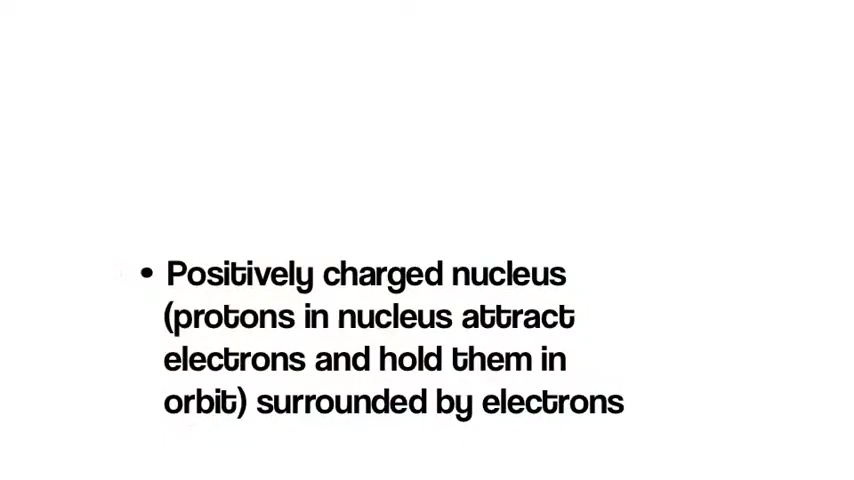 • Positively charged nucleus
(protons in nucleus attract
electrons and hold them in
orbit) surrounded by electrons